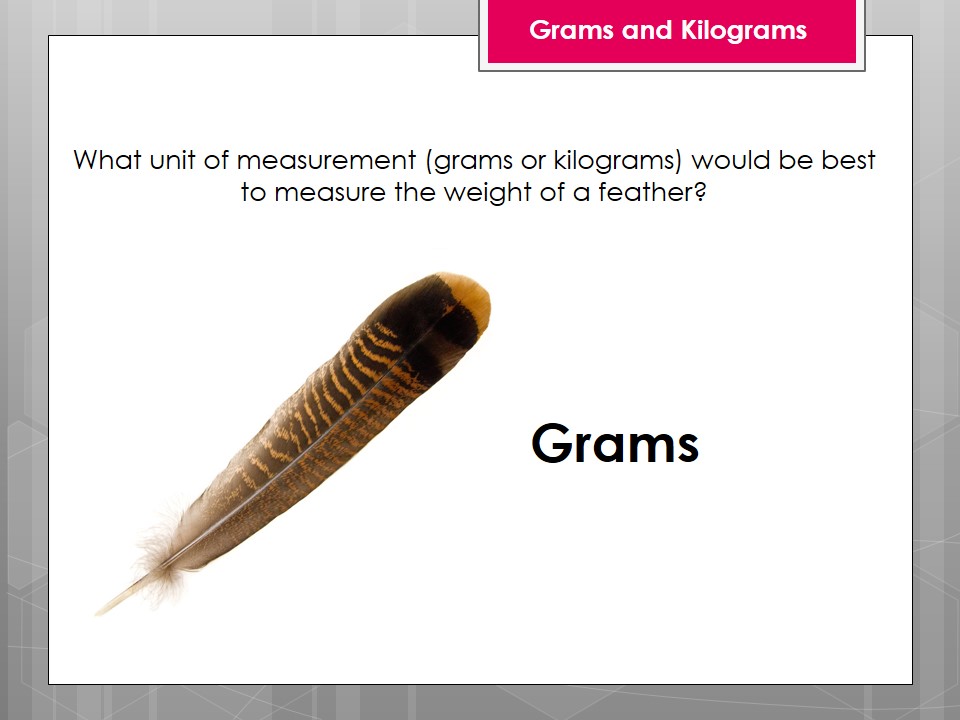 Grams and Kilograms
What unit of measurement (grams or kilograms) would be best
to measure the weight of a feather?
Grams